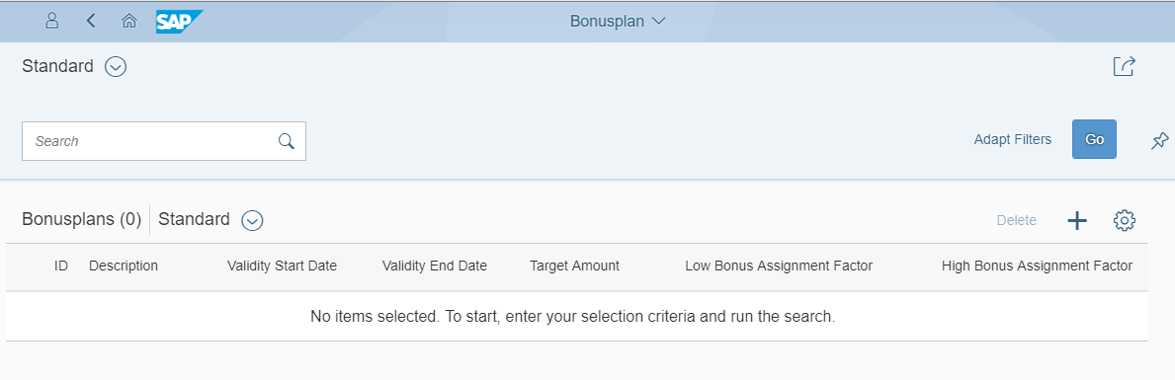 SAP Bonusplan
Standard
Search Adapt Filters Go
Bonusplans (0) Standard Delete
ID Description Validity Start Date Validity End Date Target Amount Low Bonus Assignment Factor High Bonus Assignment Factor
No items selected. To start, enter your selection criteria and run the search.